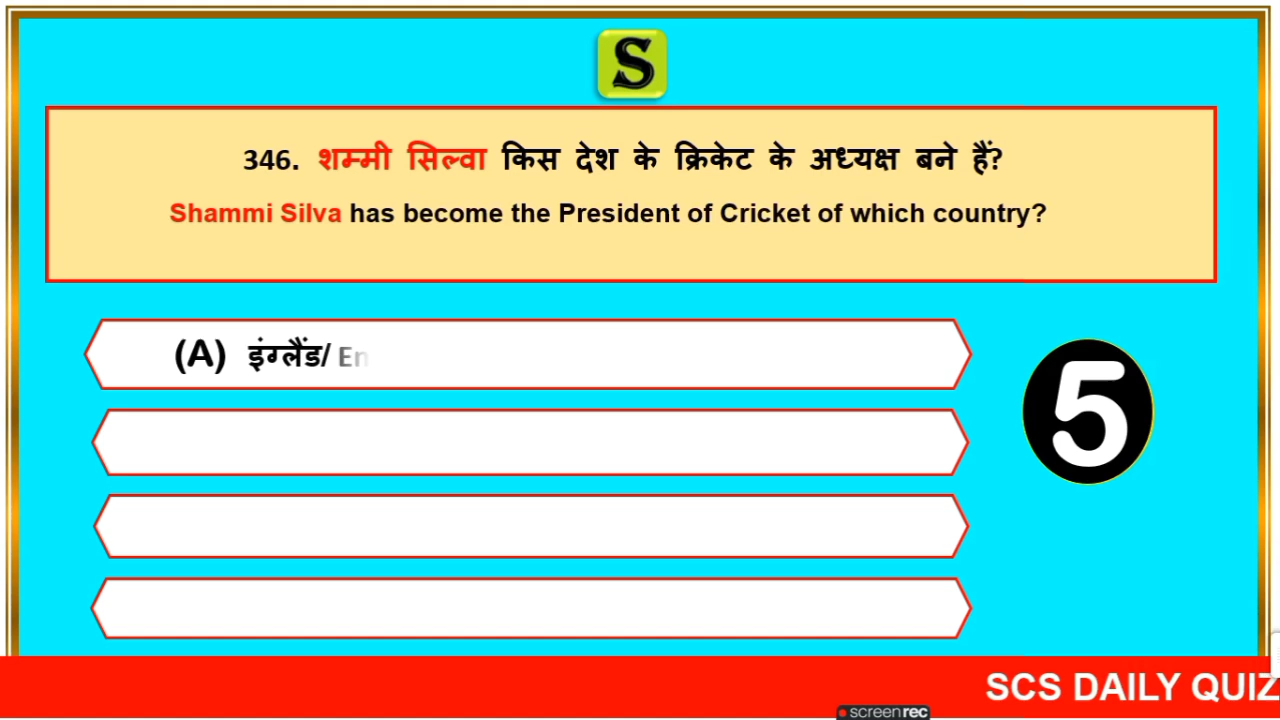 S
346. शम्मी सिल्वा किस देश के क्रिकेट के अध्यक्ष बने हैं?
Shammi Silva has become the President of Cricket of which country?
(A) इंग्लैंड/ En
5
SCS DAILY QUIZ
screenrec